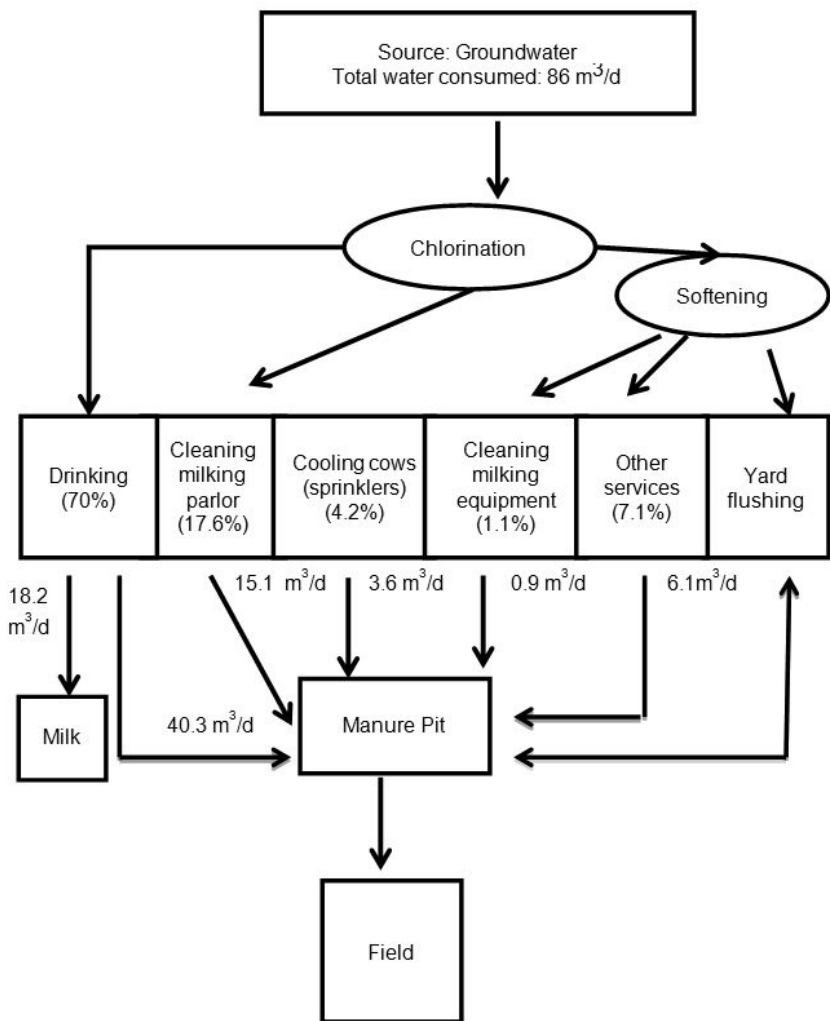 Source: Groundwater
Total water consumed: 86 m³/d
Chlorination
Softening
Drinking
(70%)
Cleaning
milking
parlor
(17.6%)
Cooling cows
(sprinklers)
(4.2%)
Cleaning
milking
equipment
(1.1%)
Other
services
(7.1%)
Yard
flushing
18.2
m³/d
15.1 m³/d
3.6 m³/d
0.9 m³/d
6.1m³/d
40.3 m³/d
Milk
Manure Pit
Field